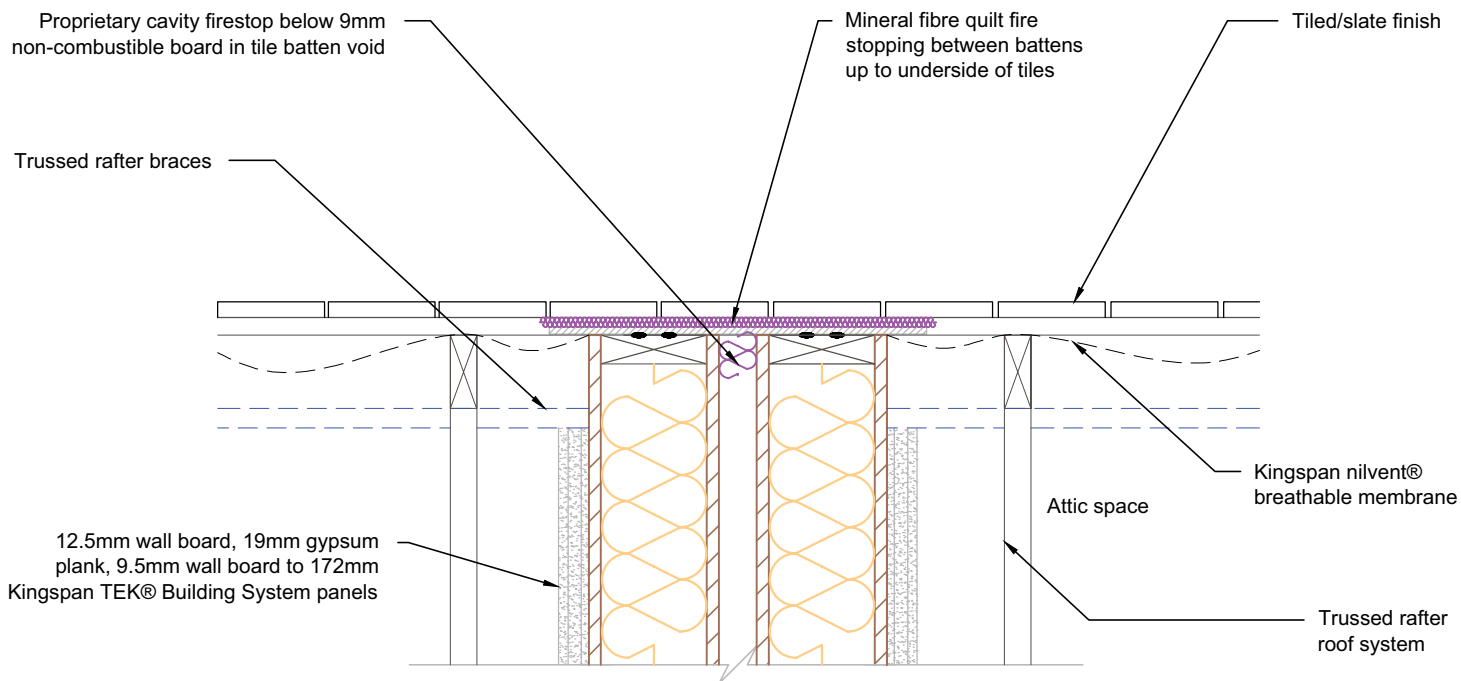 Proprietary cavity firestop below 9mm
non-combustible board in tile batten void
Mineral fibre quilt fire
stopping between battens
up to underside of tiles
Tiled/slate finish
Trussed rafter braces
Kingspan nilvent®
breathable membrane
Attic space
12.5mm wall board, 19mm gypsum
plank, 9.5mm wall board to 172mm
Kingspan TEK® Building System panels
Trussed rafter
roof system